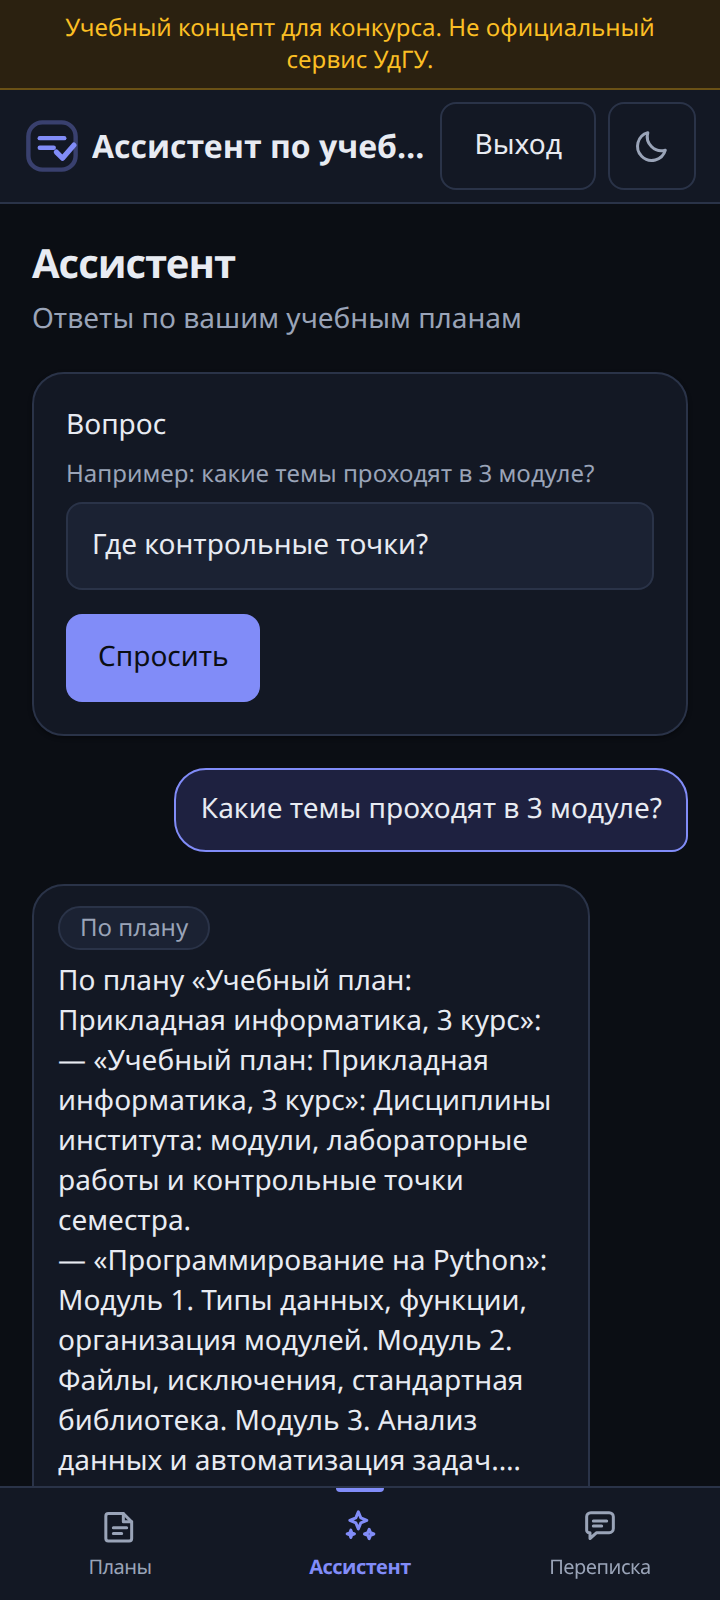 Учебный концепт для конкурса. Не официальный
сервис УдГУ.
Ассистент по учеб...
Выход
Ассистент
Ответы по вашим учебным планам
Вопрос
Например: какие темы проходят в 3 модуле?
Где контрольные точки?
Спросить
Какие темы проходят в 3 модуле?
По плану
По плану «Учебный план:
Прикладная информатика, 3 курс»:
— «Учебный план: Прикладная
информатика, 3 курс»: Дисциплины
института: модули, лабораторные
работы и контрольные точки
семестра.
— «Программирование на Python»:
Модуль 1. Типы данных, функции,
организация модулей. Модуль 2.
Файлы, исключения, стандартная
библиотека. Модуль 3. Анализ
данных и автоматизация задач....
Планы
Ассистент
Переписка